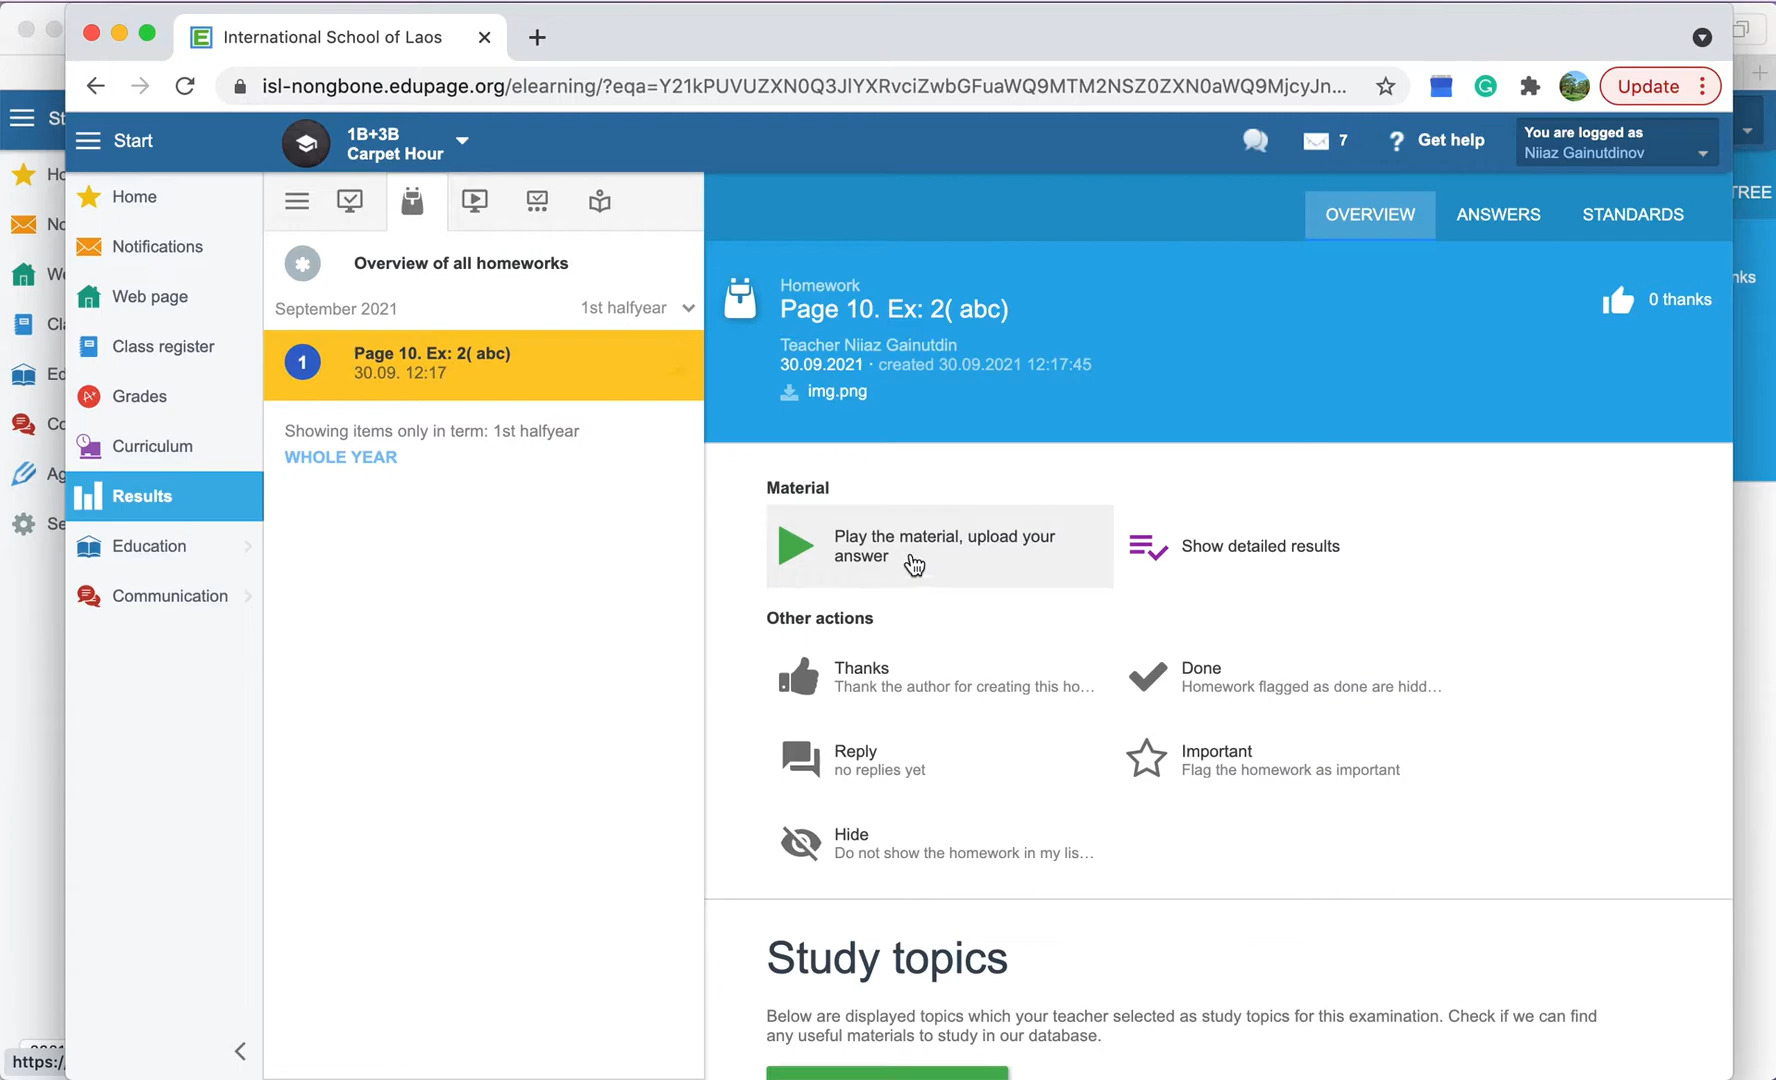 International School of Laos
isl-nongbone.edupage.org/elearning/?eqa=Y21kPUVUZXN0Q3JlYXRvciZwbGFuaWQ9MTM2NSZ0ZXN0aWQ9MjcyJn...
Update
Start
1B+3B
Carpet Hour
7
? Get help
You are logged as
Niiaz Gainutdinov
Home
Notifications
Web page
Class register
Grades
Curriculum
Results
Education
Communication
Overview of all homeworks
September 2021
1st halfyear
1
Page 10. Ex: 2( abc)
30.09. 12:17
Showing items only in term: 1st halfyear
WHOLE YEAR
OVERVIEW
ANSWERS
STANDARDS
Homework
Page 10. Ex: 2( abc)
0 thanks
Teacher Niiaz Gainutdin
30.09.2021 · created 30.09.2021 12:17:45
img.png
Material
Play the material, upload your
answer
Show detailed results
Other actions
Thanks
Thank the author for creating this ho...
Done
Homework flagged as done are hidd...
Reply
no replies yet
Important
Flag the homework as important
Hide
Do not show the homework in my lis...
Study topics
Below are displayed topics which your teacher selected as study topics for this examination. Check if we can find
any useful materials to study in our database.
https:/